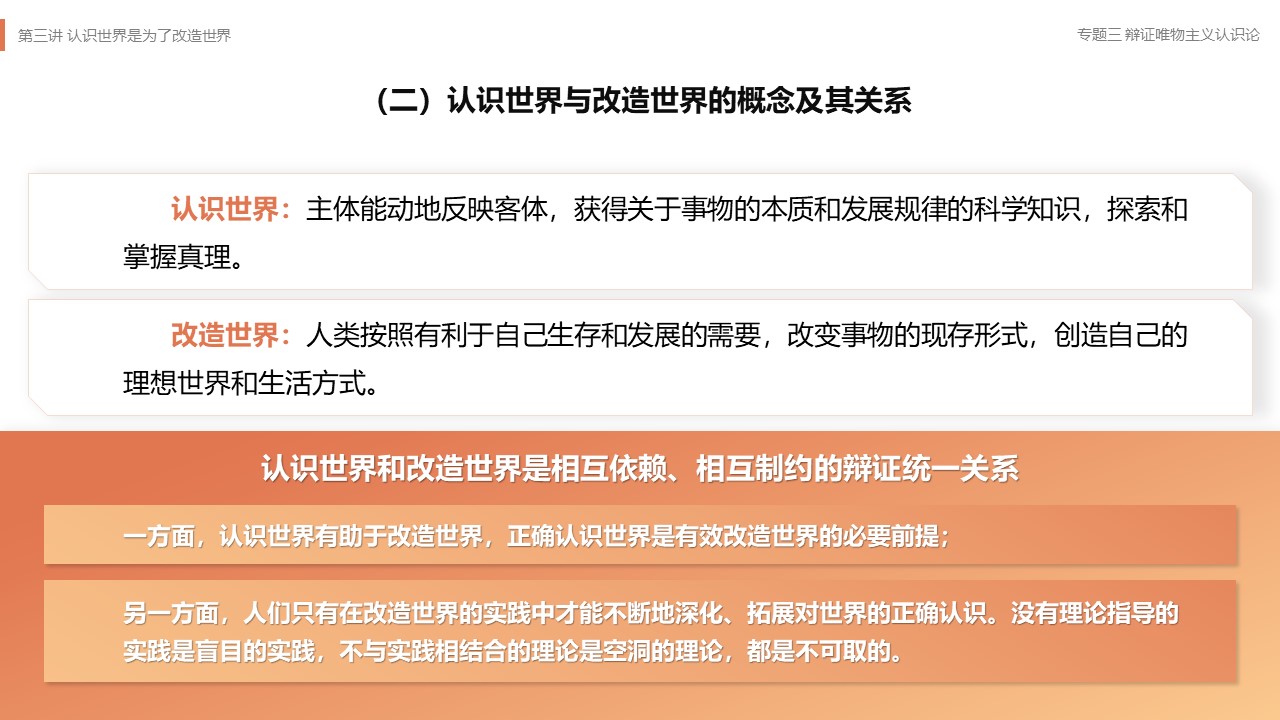 第三讲 认识世界是为了改造世界
专题三 辩证唯物主义认识论
（二）认识世界与改造世界的概念及其关系
认识世界：主体能动地反映客体，获得关于事物的本质和发展规律的科学知识，探索和
掌握真理。
改造世界：人类按照有利于自己生存和发展的需要，改变事物的现存形式，创造自己的
理想世界和生活方式。
认识世界和改造世界是相互依赖、相互制约的辩证统一关系
一方面，认识世界有助于改造世界，正确认识世界是有效改造世界的必要前提；
另一方面，人们只有在改造世界的实践中才能不断地深化、拓展对世界的正确认识。没有理论指导的
实践是盲目的实践，不与实践相结合的理论是空洞的理论，都是不可取的。